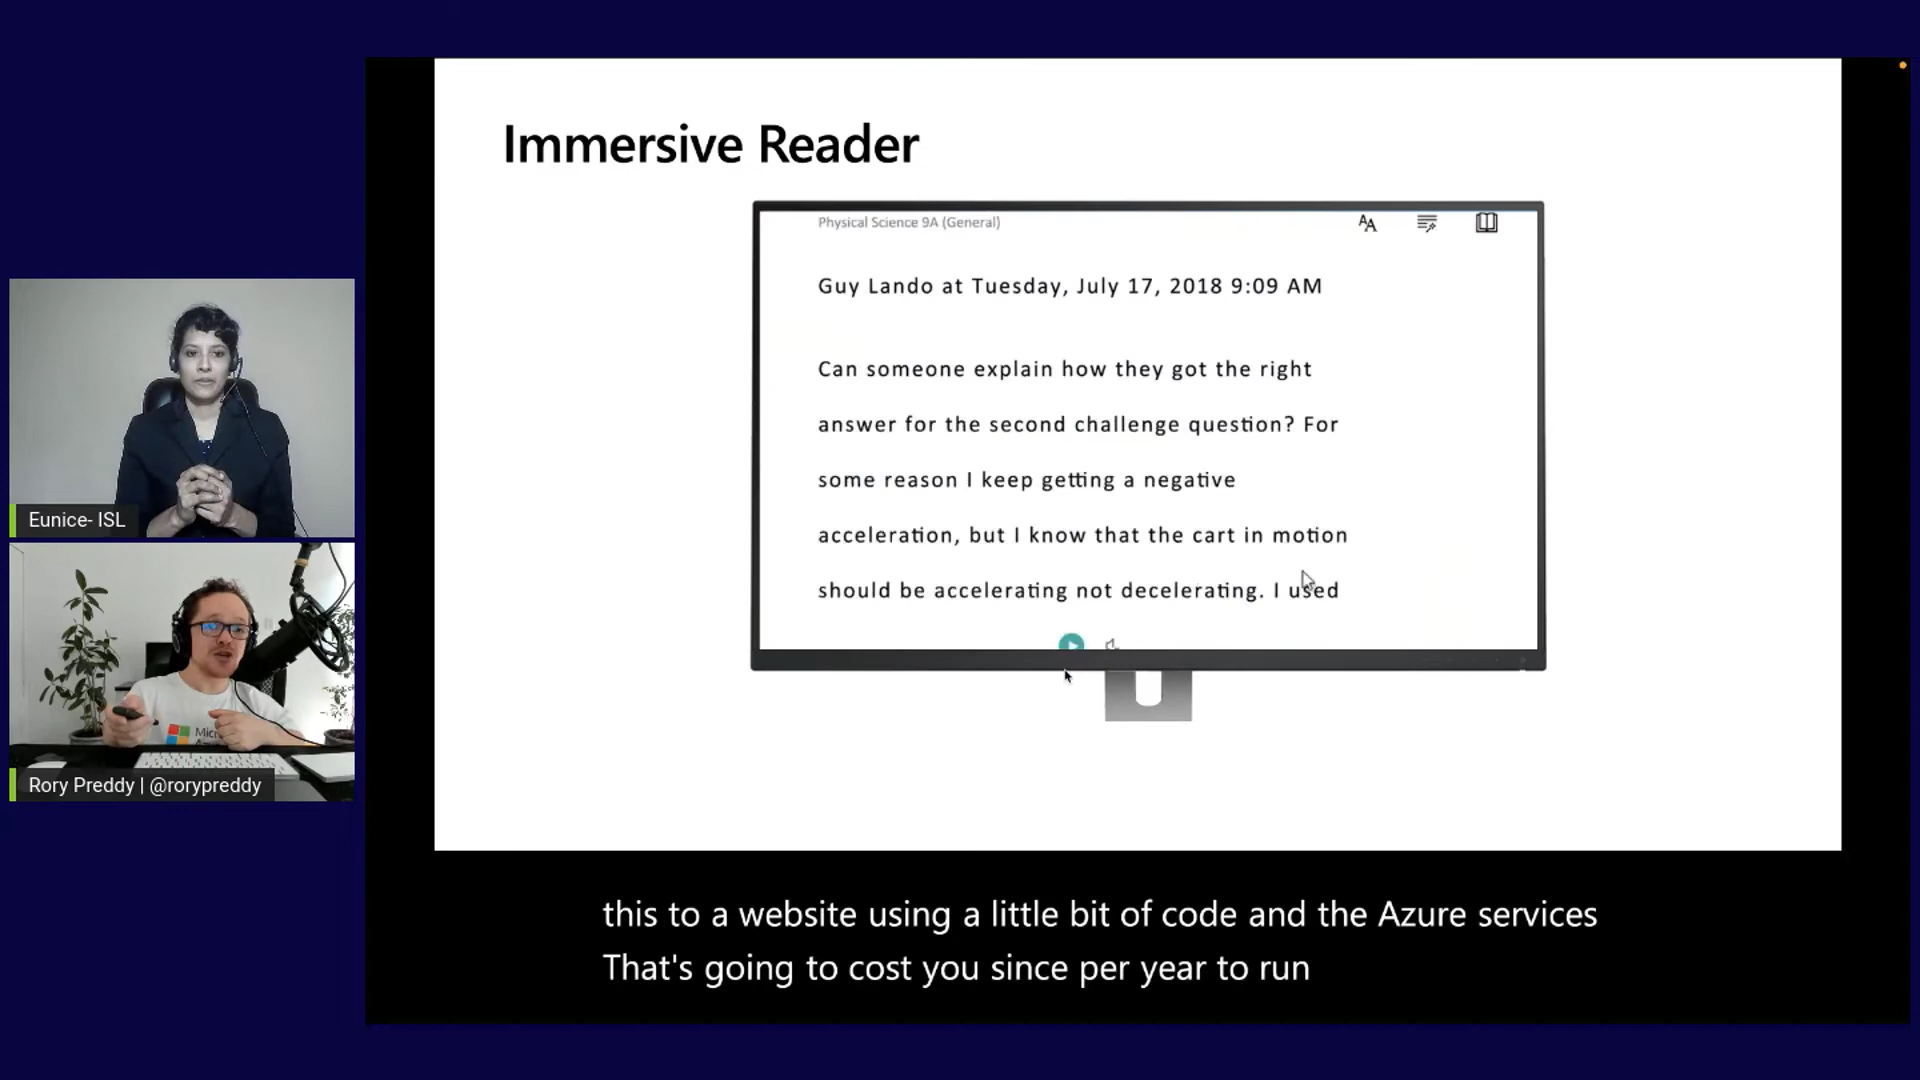 Immersive Reader
Physical Science 9A (General)
Guy Lando at Tuesday, July 17, 2018 9:09 AM
Can someone explain how they got the right
answer for the second challenge question? For
some reason I keep getting a negative
acceleration, but I know that the cart in motion
should be accelerating not decelerating. I used
Eunice- ISL
Rory Preddy | @rorypreddy
this to a website using a little bit of code and the Azure services
That's going to cost you since per year to run